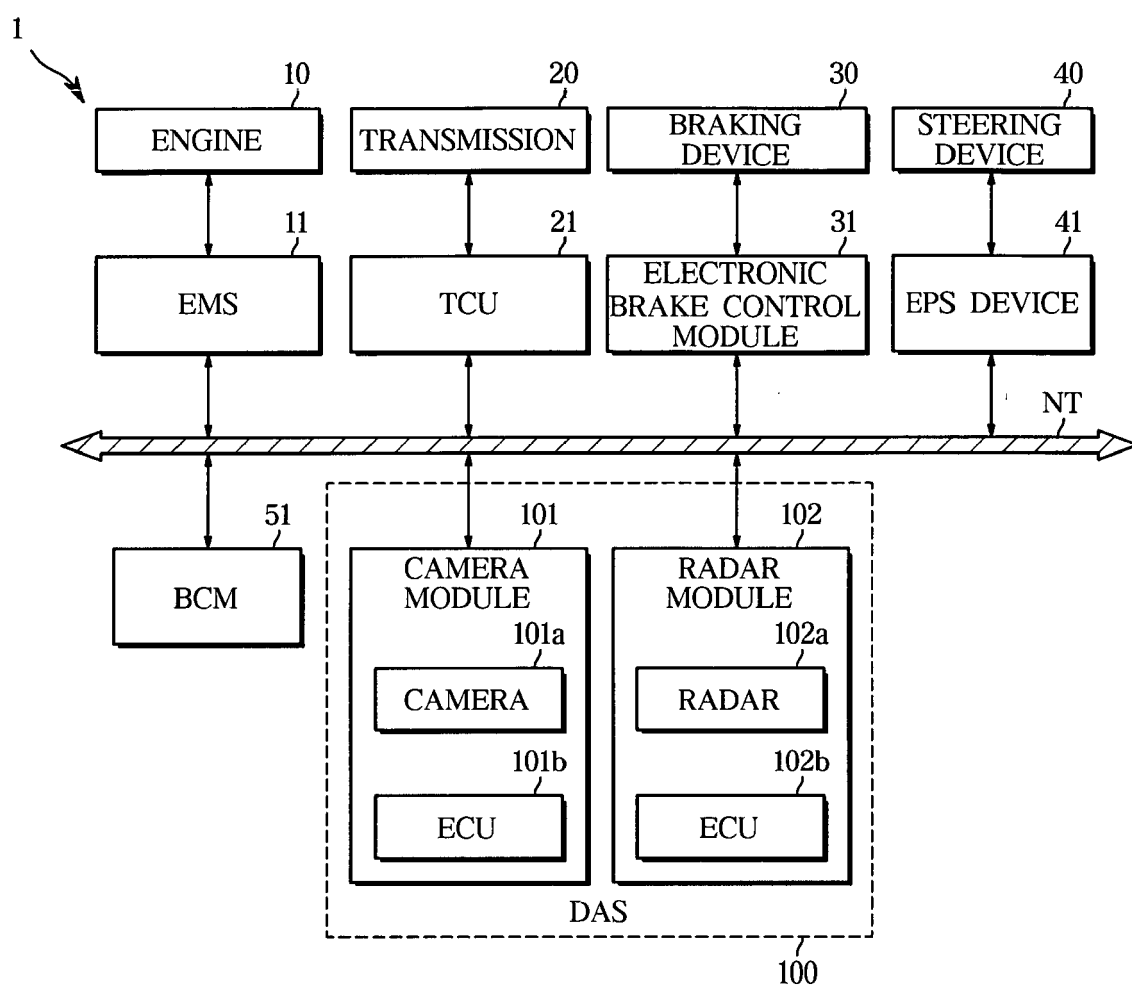 1
10
20
30
40
ENGINE
TRANSMISSION
BRAKING
DEVICE
STEERING
DEVICE
11
21
31
41
EMS
TCU
ELECTRONIC
BRAKE CONTROL
MODULE
EPS DEVICE
NT
51
101
102
BCM
CAMERA
MODULE
RADAR
MODULE
101a
102a
CAMERA
RADAR
101b
102b
ECU
ECU
DAS
100